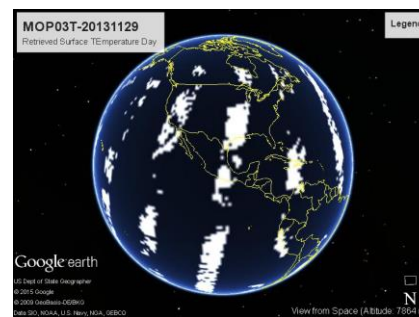 MOP03T-20131129
Retrieved Surface TEmperature Day
Legend
Google earth
US Dept of State Geographer
© 2015 Google
© 2009 GeoBasis-DE/BKG
Data SIO, NOAA, U.S. Navy, NGA, GEBCO
N
View from Space (Altitude: 7864